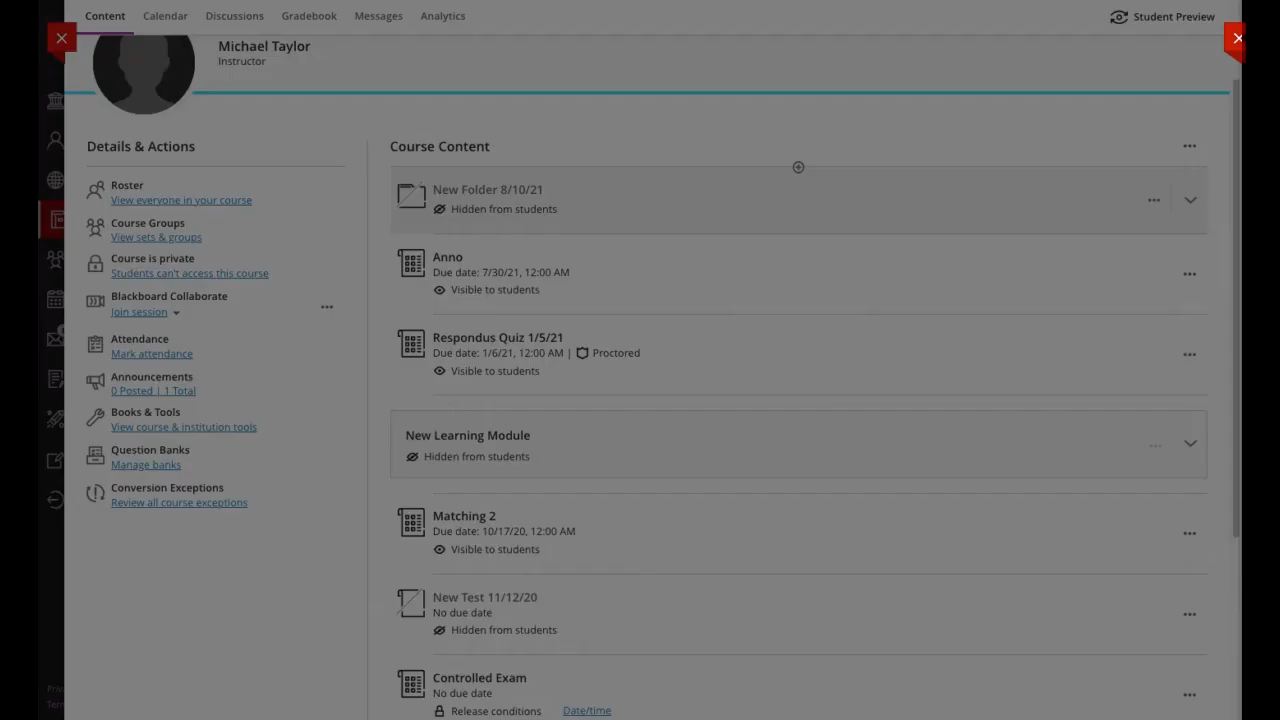 Content
Calendar
Discussions
Gradebook
Messages
Analytics
Student Preview
Michael Taylor
Instructor
Details & Actions
Roster
View everyone in your course
Course Groups
View sets & groups
Course is private
Students can't access this course
Blackboard Collaborate
Join session
Attendance
Mark attendance
Announcements
0 Posted | 1 Total
Books & Tools
View course & institution tools
Question Banks
Manage banks
Conversion Exceptions
Review all course exceptions
Course Content
New Folder 8/10/21
Hidden from students
Anno
Due date: 7/30/21, 12:00 AM
Visible to students
Respondus Quiz 1/5/21
Due date: 1/6/21, 12:00 AM | Proctored
Visible to students
New Learning Module
Hidden from students
Matching 2
Due date: 10/17/20, 12:00 AM
Visible to students
New Test 11/12/20
No due date
Hidden from students
Controlled Exam
No due date
Release conditions Date/time